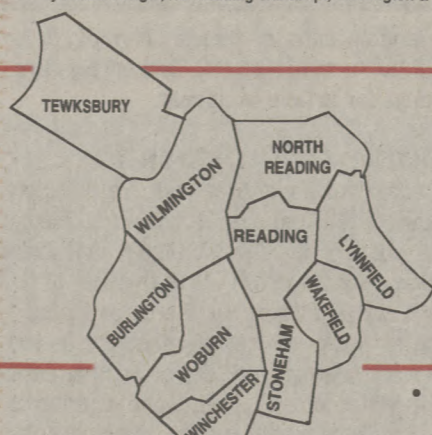 TEWKSBURY
WILMINGTON
NORTH
READING
READING
LYNNFIELD
BURLINGTON
WAKEFIELD
WOBURN
STONEHAM
WINCHESTER